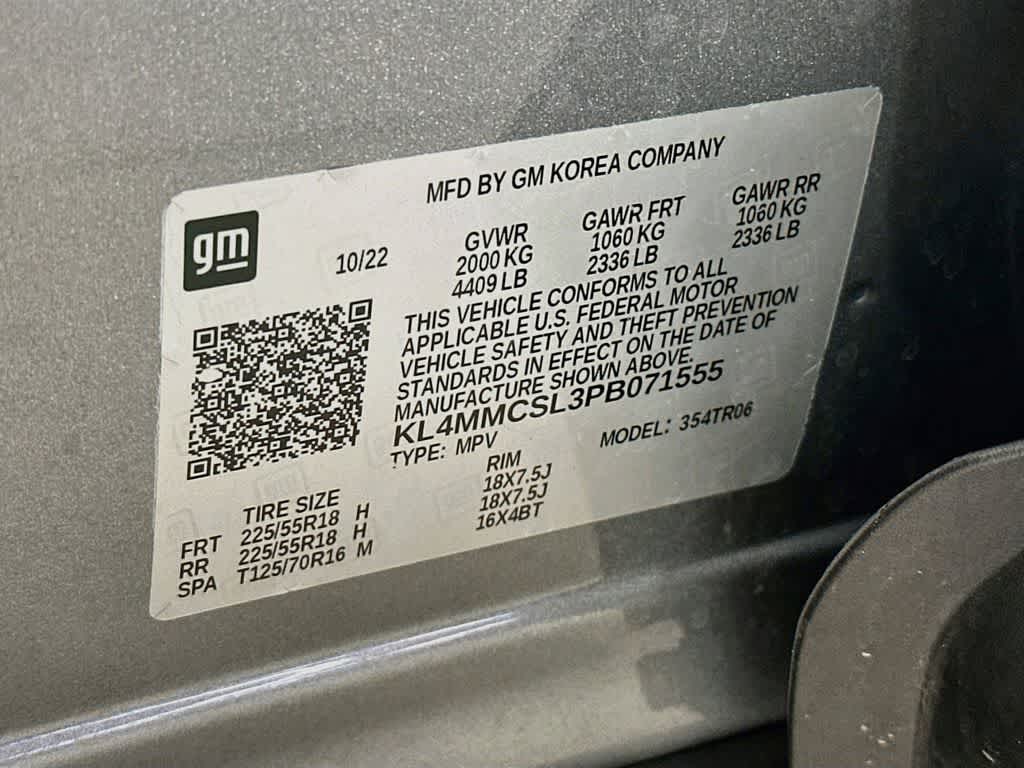 MFD BY GM KOREA COMPANY
gm
10/22
GVWR GAWR FRT GAWR RR
2000 KG 1060 KG 1060 KG
4409 LB 2336 LB 2336 LB
THIS VEHICLE CONFORMS TO ALL
APPLICABLE U.S. FEDERAL MOTOR
VEHICLE SAFETY AND THEFT PREVENTION
STANDARDS IN EFFECT ON THE DATE OF
MANUFACTURE SHOWN ABOVE.
KL4MMCSL3PB071555
TYPE: MPV MODEL: 354TR06
TIRE SIZE RIM
FRT 225/55R18 H 18X7.5J
RR 225/55R18 H 18X7.5J
SPA T125/70R16 M 16X4BT